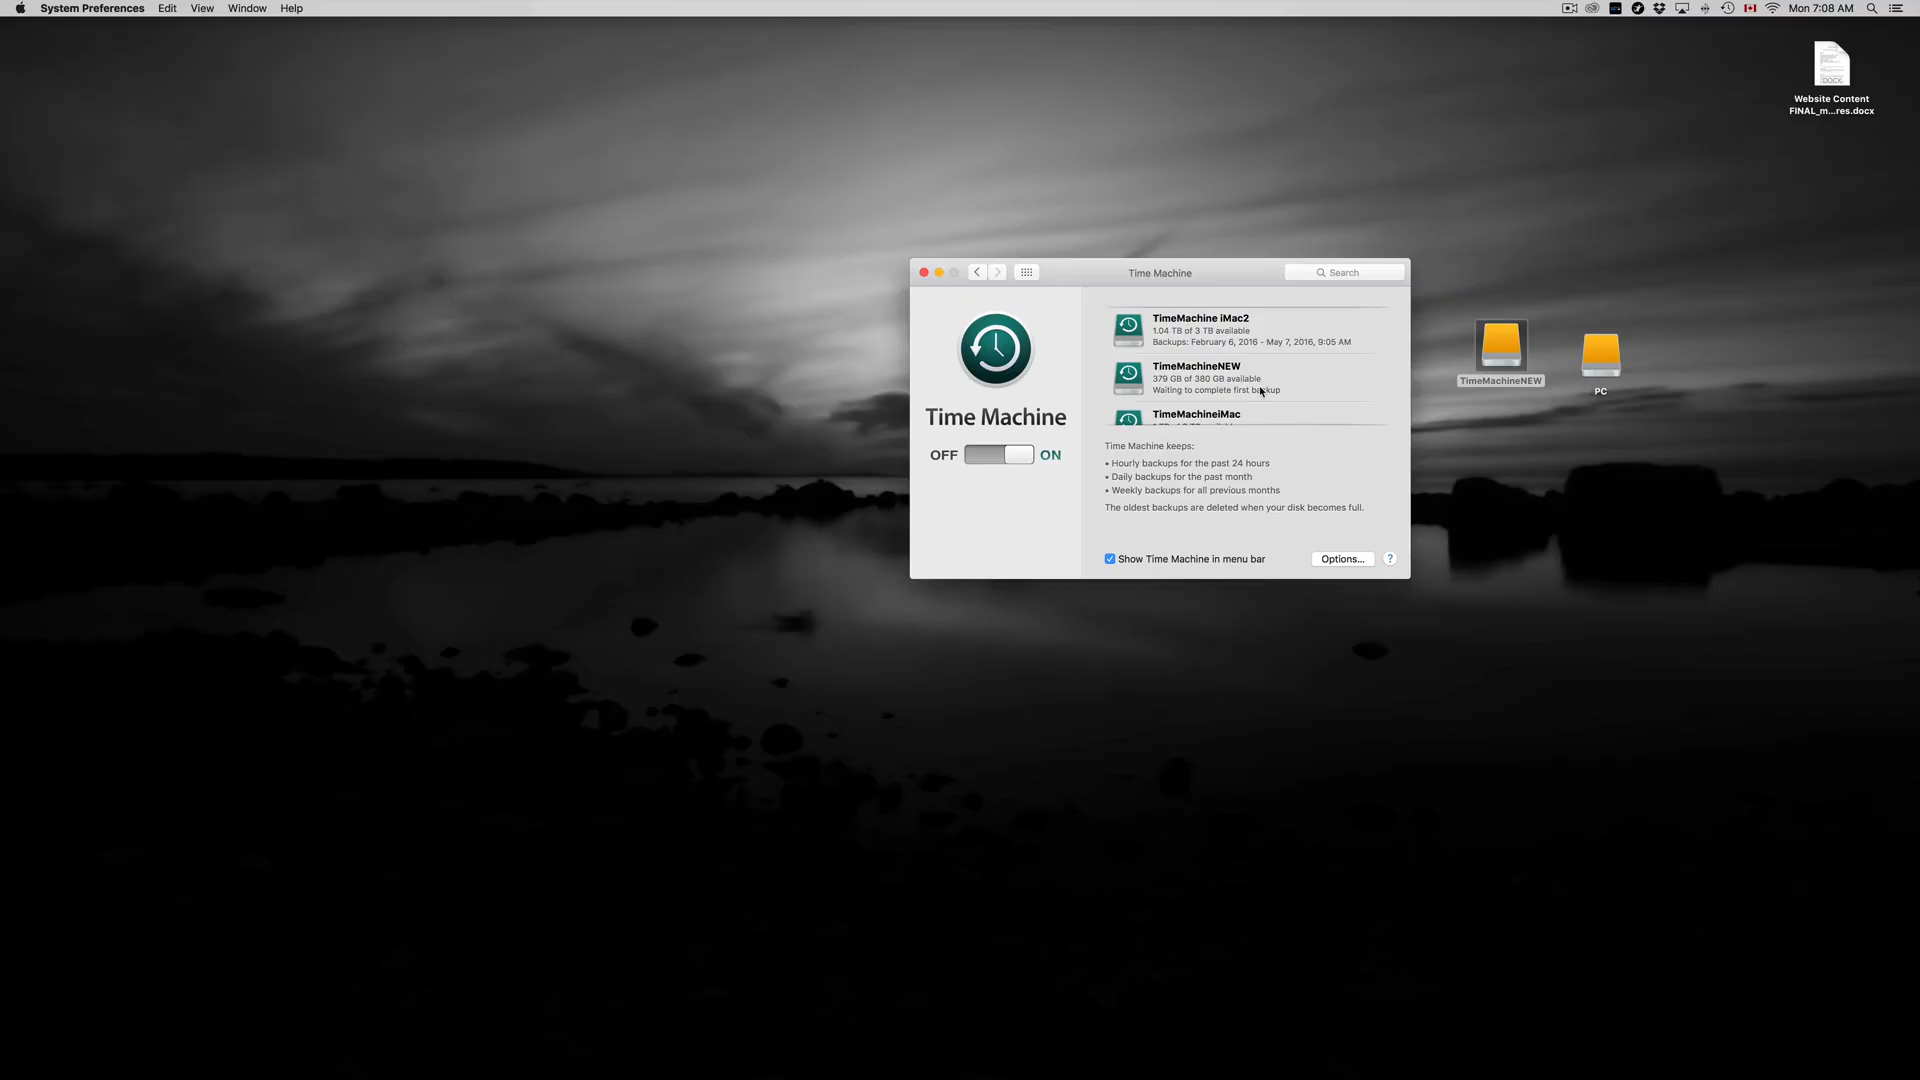 System Preferences Edit View Window Help
Mon 7:08 AM
DOCX
Website Content
FINAL_m...res.docx
Time Machine
Search
TimeMachine iMac2
1.04 TB of 3 TB available
Backups: February 6, 2016 - May 7, 2016, 9:05 AM
TimeMachineNEW
379 GB of 380 GB available
Waiting to complete first backup
TimeMachineiMac
Time Machine
OFF ON
Time Machine keeps:
• Hourly backups for the past 24 hours
• Daily backups for the past month
• Weekly backups for all previous months
The oldest backups are deleted when your disk becomes full.
Show Time Machine in menu bar
Options...
?
TimeMachineNEW
PC